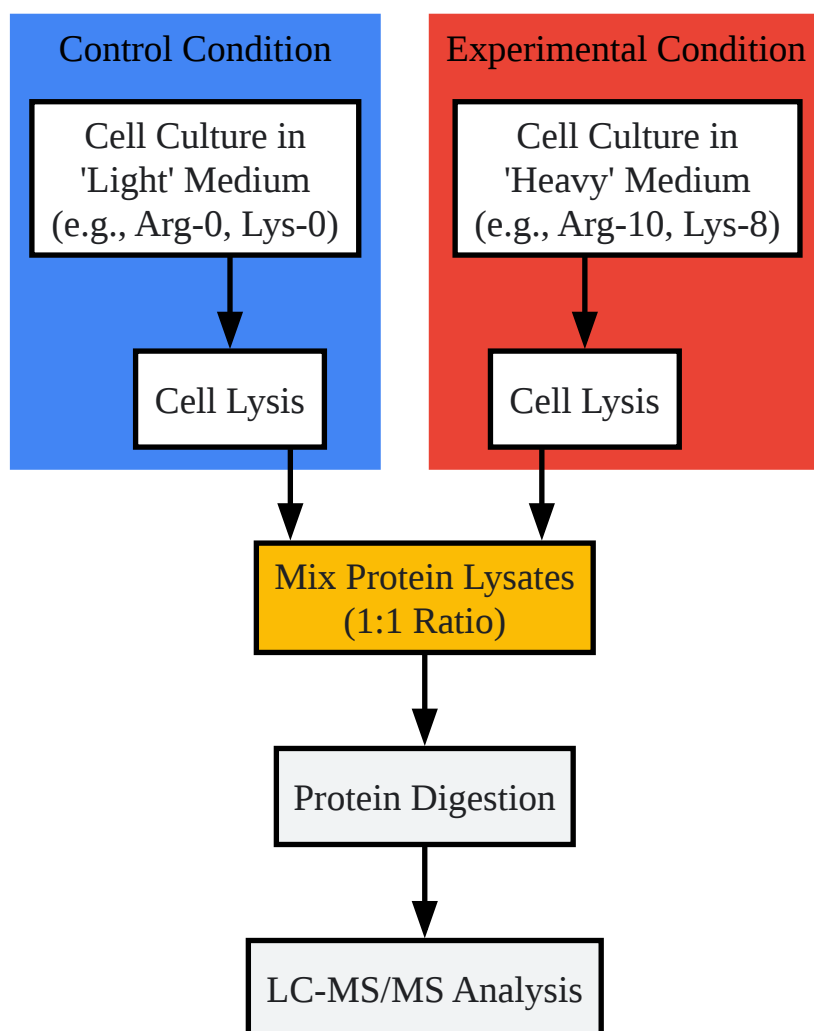 Control Condition
Cell Culture in
'Light' Medium
(e.g., Arg-0, Lys-0)
Cell Lysis
Experimental Condition
Cell Culture in
'Heavy' Medium
(e.g., Arg-10, Lys-8)
Cell Lysis
Mix Protein Lysates
(1:1 Ratio)
Protein Digestion
LC-MS/MS Analysis